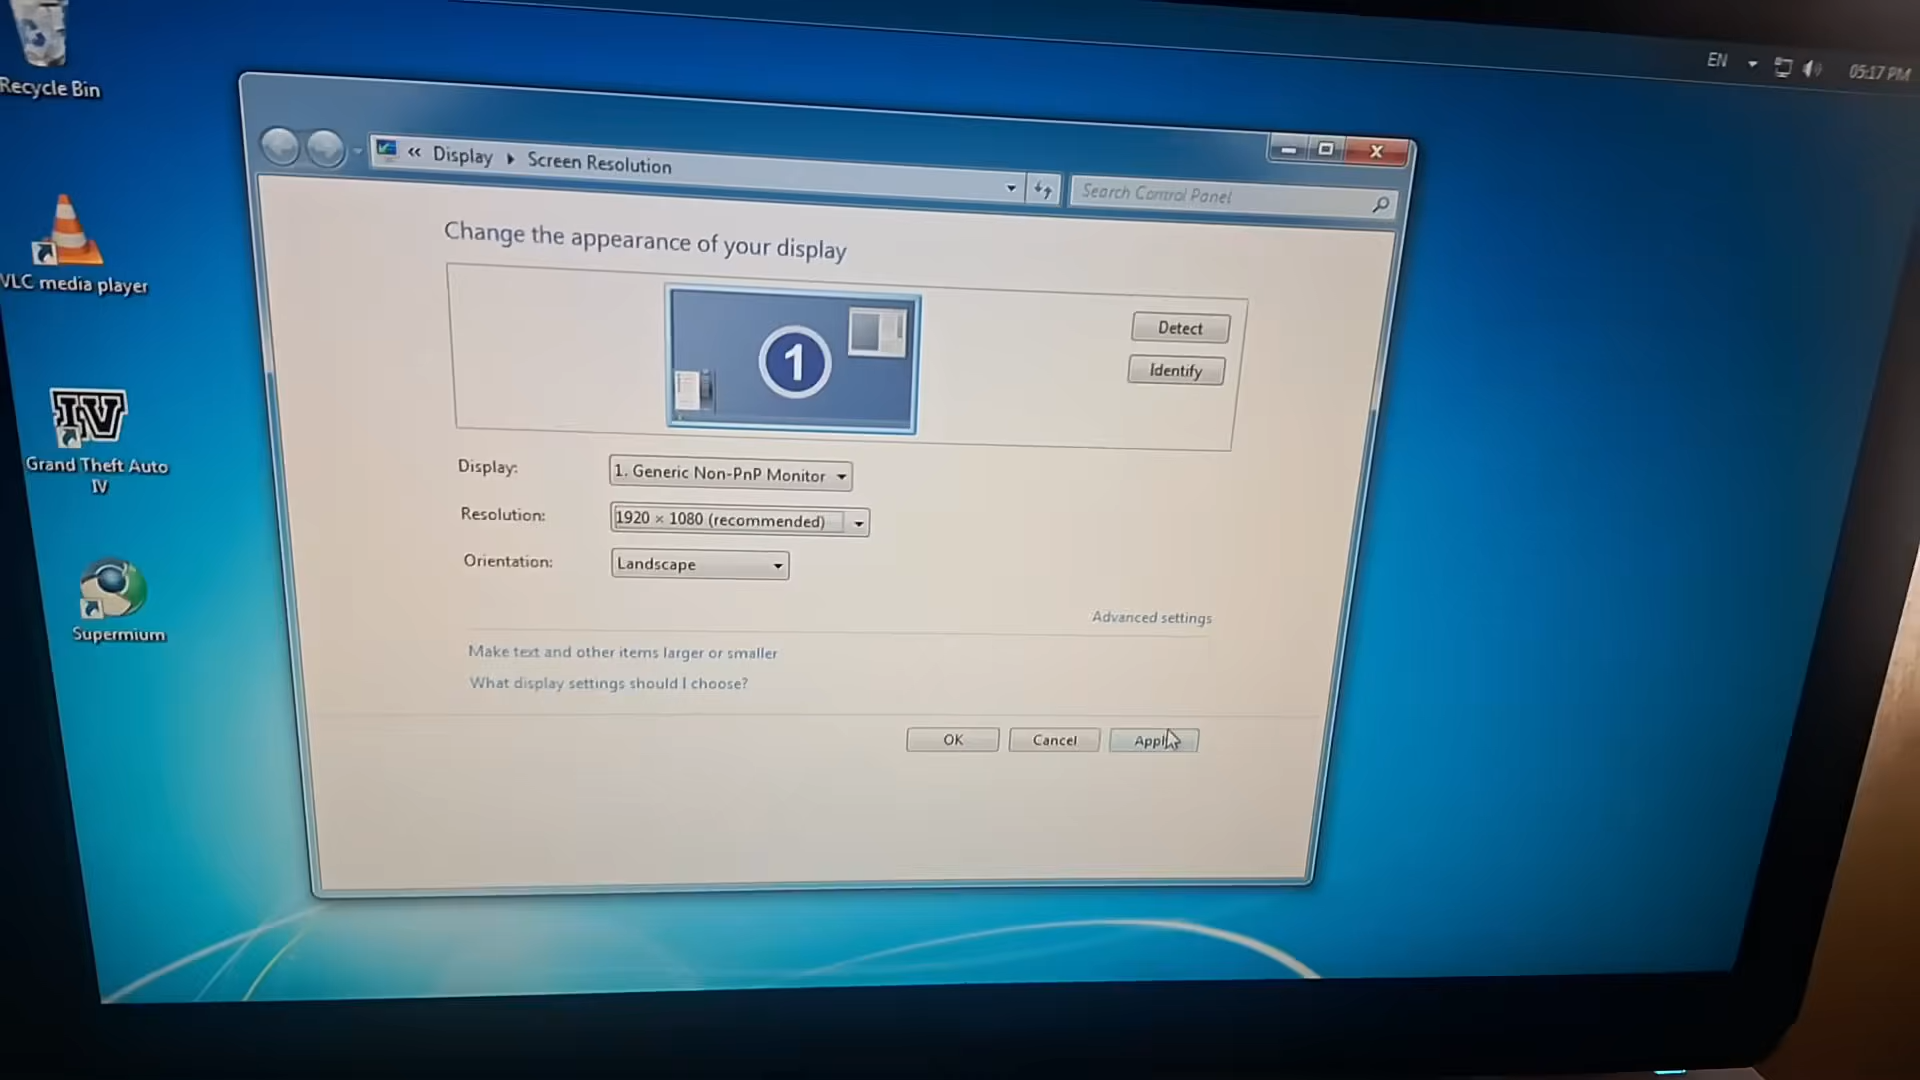 Recycle Bin
EN
05:17 PM
« Display ▸ Screen Resolution
Search Control Panel
Change the appearance of your display
1
Detect
Identify
VLC media player
Display:
1. Generic Non-PnP Monitor
Resolution:
1920 × 1080 (recommended)
Orientation:
Landscape
IV
Grand Theft Auto
IV
Advanced settings
Supermium
Make text and other items larger or smaller
What display settings should I choose?
OK
Cancel
Apply